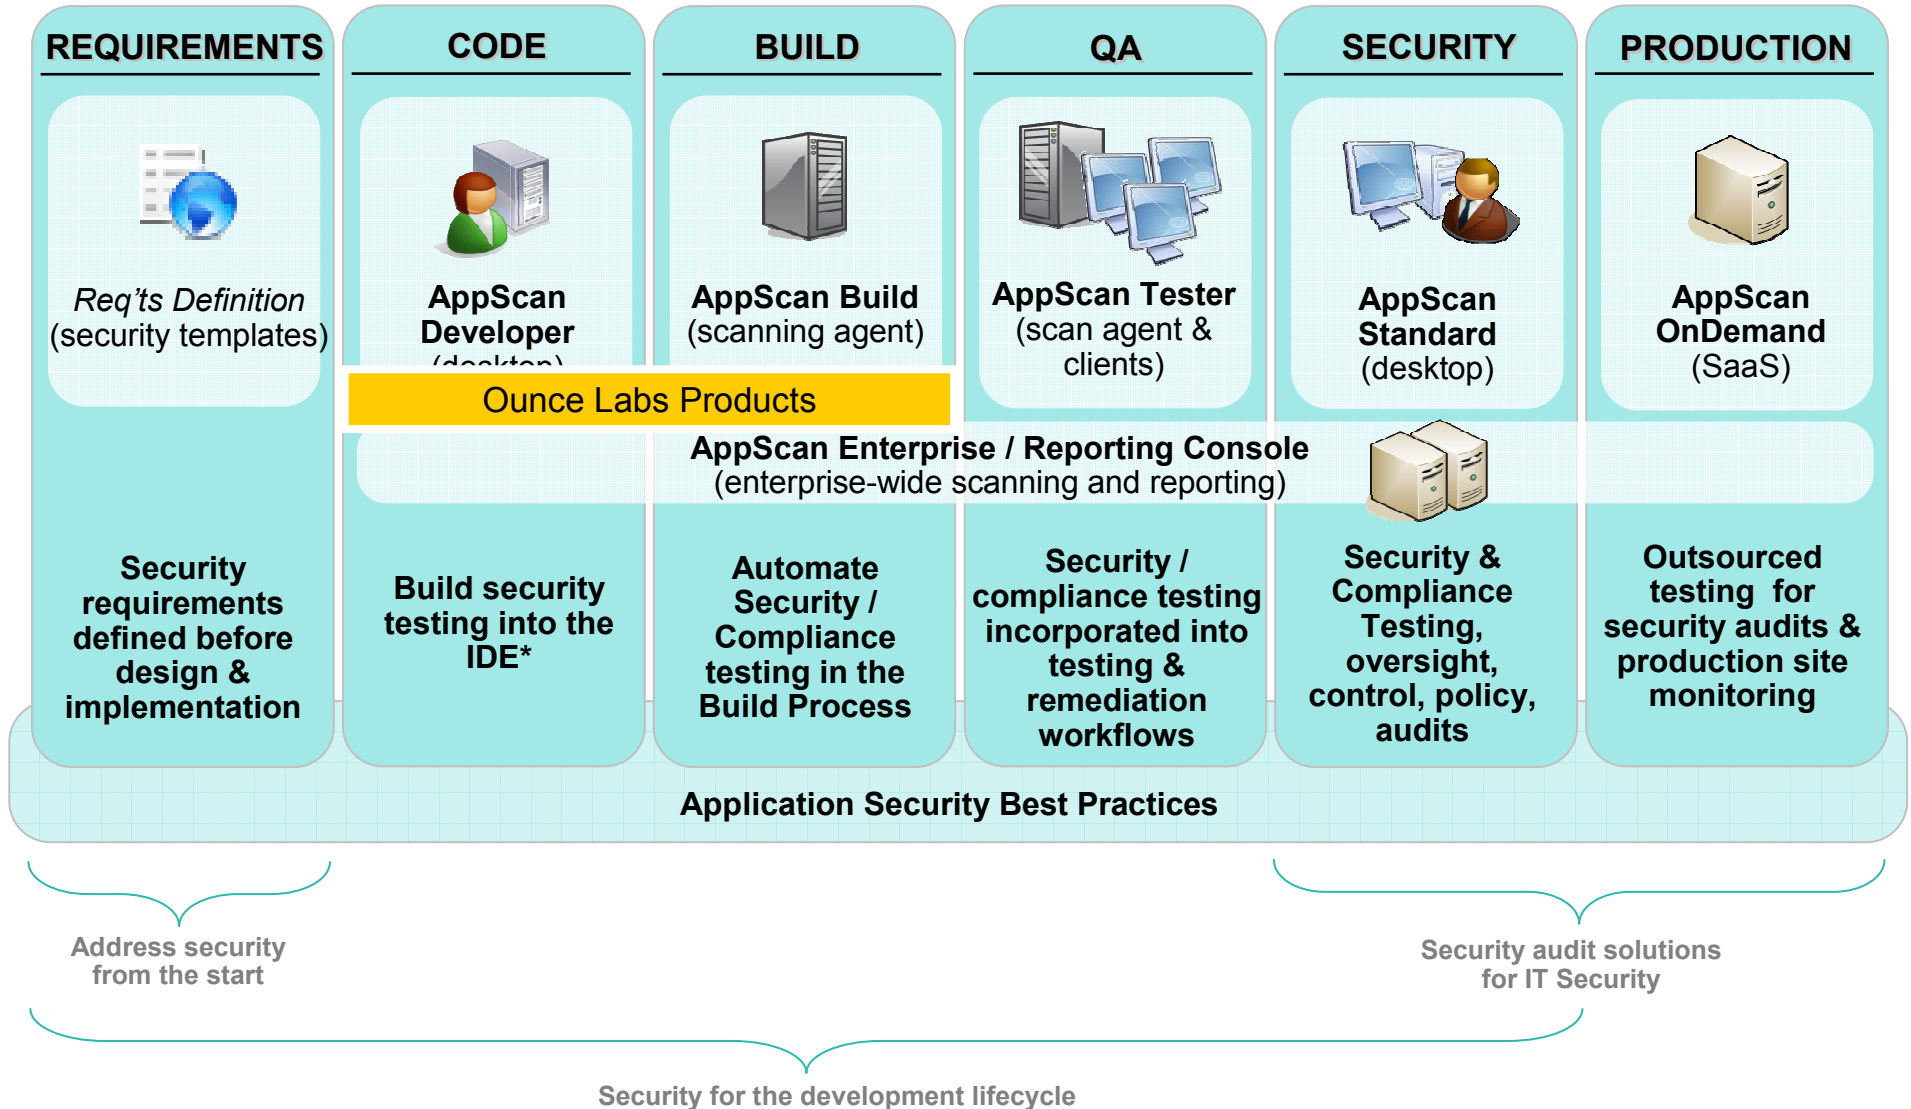 REQUIREMENTS
Req'ts Definition
(security templates)
Security
requirements
defined before
design &
implementation
CODE
AppScan
Developer
(desktop)
Build security
testing into the
IDE*
BUILD
AppScan Build
(scanning agent)
Automate
Security /
Compliance
testing in the
Build Process
QA
AppScan Tester
(scan agent &
clients)
Security /
compliance testing
incorporated into
testing &
remediation
workflows
SECURITY
AppScan
Standard
(desktop)
Security &
Compliance
Testing,
oversight,
control, policy,
audits
PRODUCTION
AppScan
OnDemand
(SaaS)
Outsourced
testing for
security audits &
production site
monitoring
Ounce Labs Products
AppScan Enterprise / Reporting Console
(enterprise-wide scanning and reporting)
Application Security Best Practices
Address security
from the start
Security audit solutions
for IT Security
Security for the development lifecycle